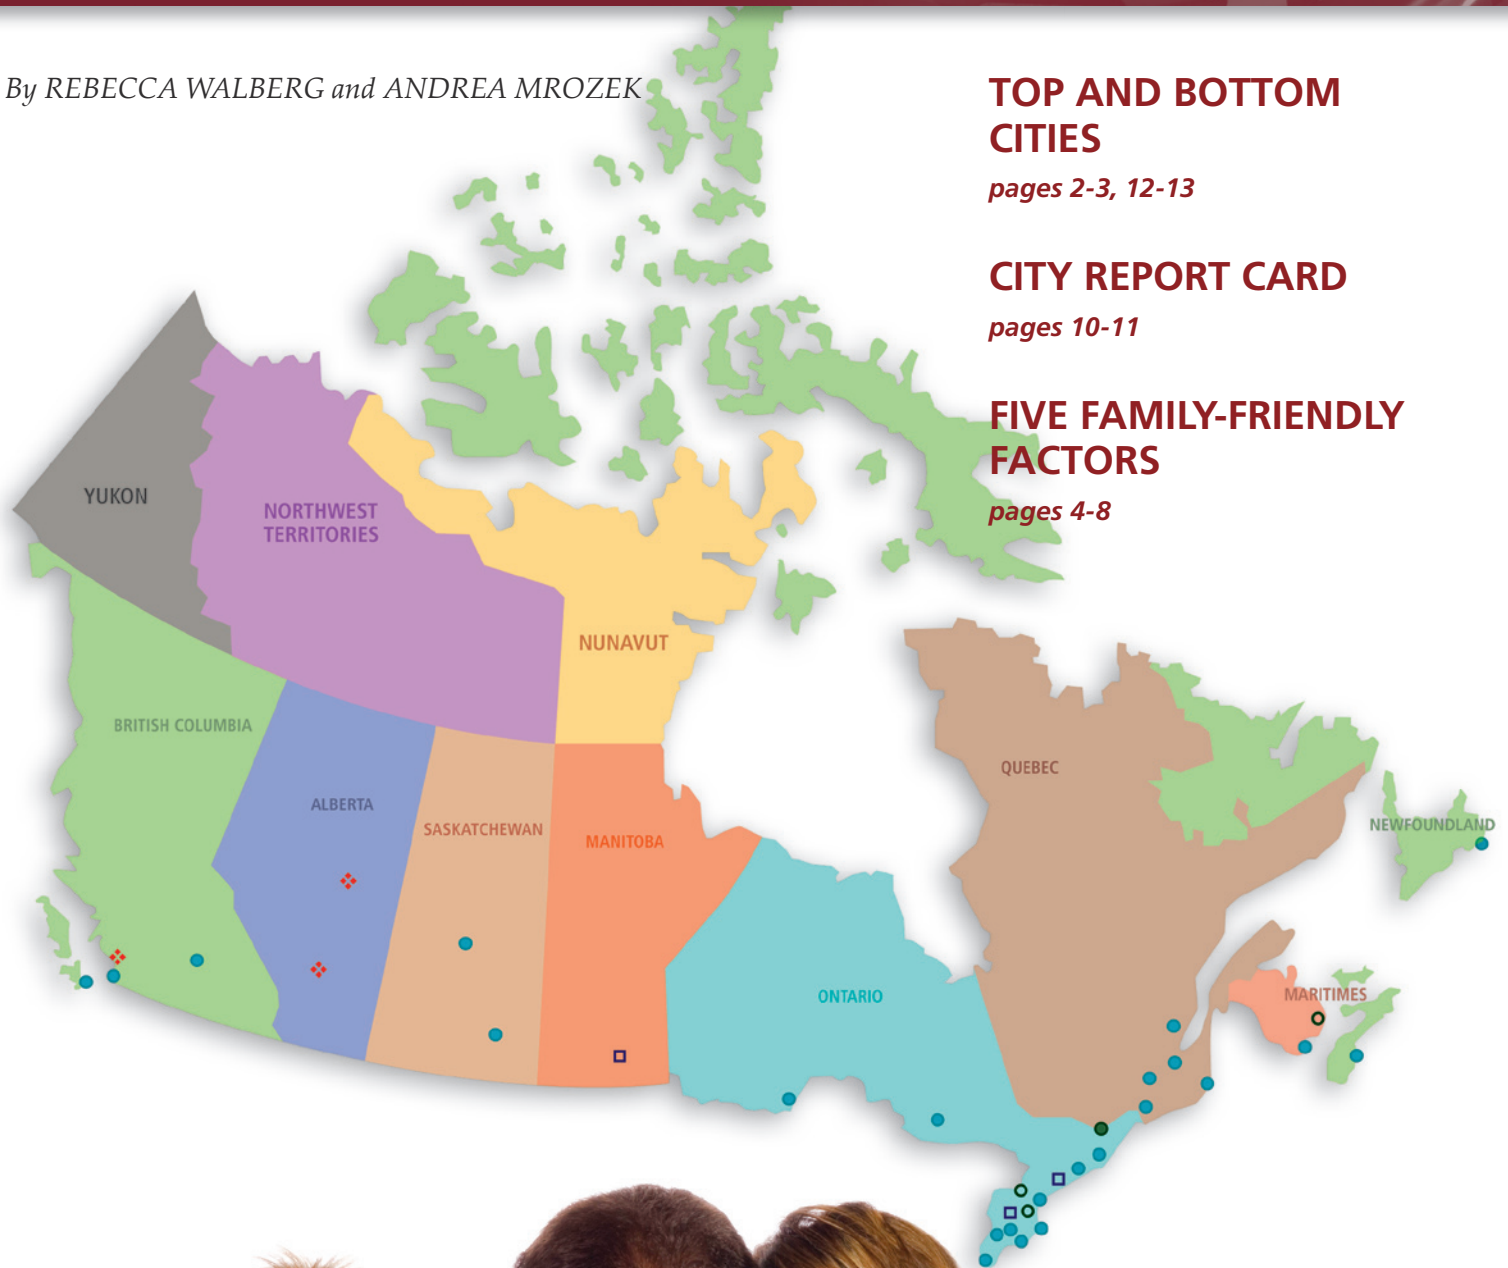 By REBECCA WALBERG and ANDREA MROZEK
TOP AND BOTTOM
CITIES
pages 2-3, 12-13
CITY REPORT CARD
pages 10-11
FIVE FAMILY-FRIENDLY
FACTORS
pages 4-8
YUKON
NORTHWEST
TERRITORIES
NUNAVUT
BRITISH COLUMBIA
ALBERTA
SASKATCHEWAN
MANITOBA
ONTARIO
QUEBEC
NEWFOUNDLAND
MARITIMES